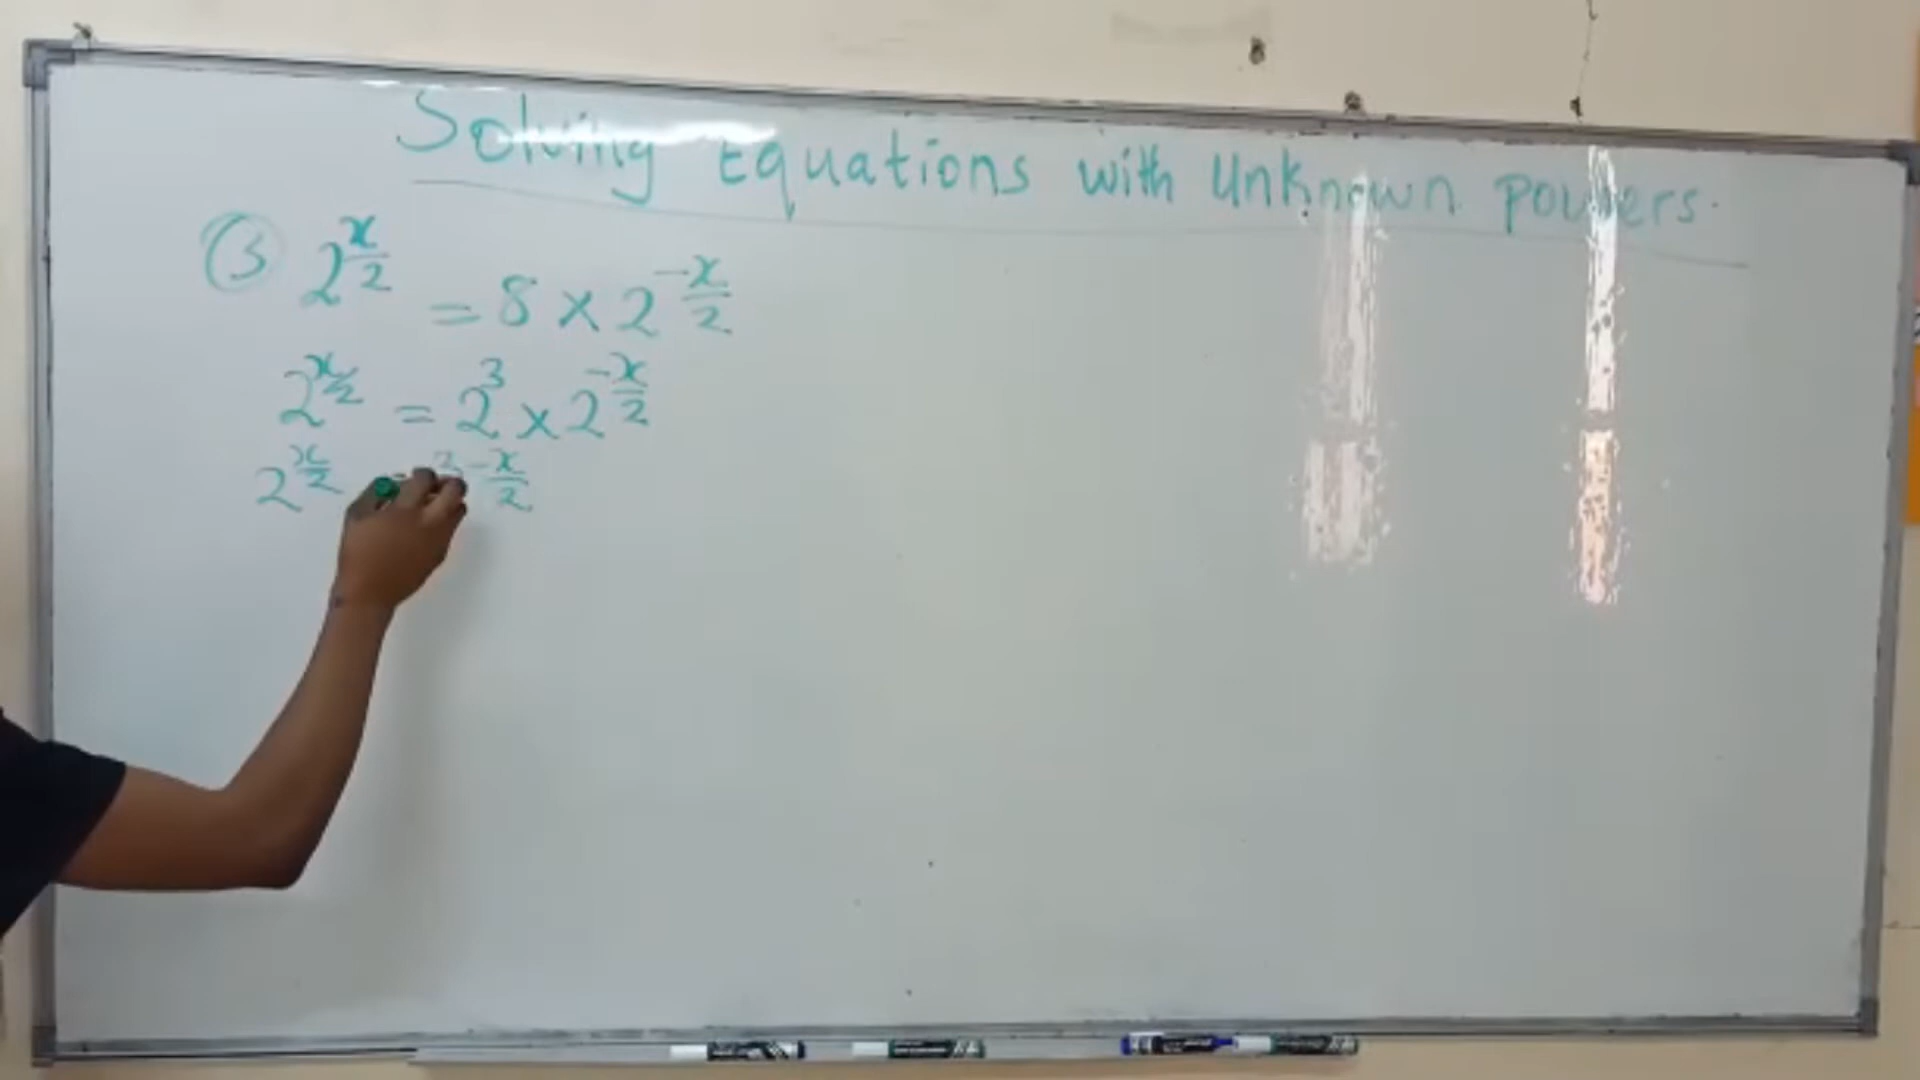 Solving Equations with Unknown powers.
③ 2^{x/2} = 8 × 2^{-x/2}
2^{x/2} = 2^3 × 2^{-x/2}
2^{x/2} 3-x/2